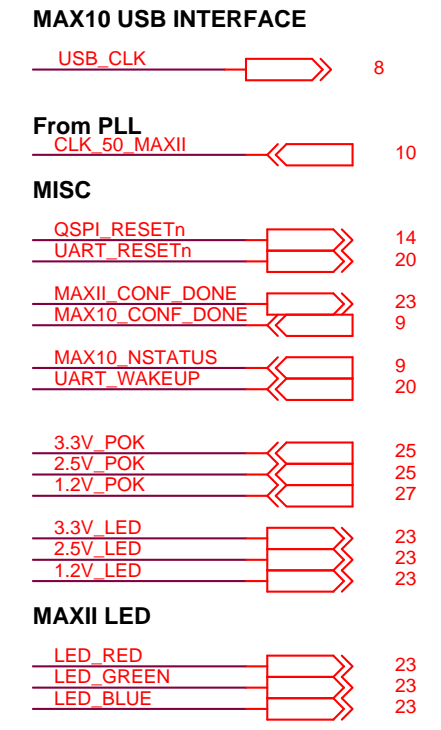 MAX10 USB INTERFACE
USB_CLK 8
From PLL
CLK_50_MAXII 10
MISC
QSPI_RESETn 14
UART_RESETn 20
MAXII_CONF_DONE 23
MAX10_CONF_DONE 9
MAX10_NSTATUS 9
UART_WAKEUP 20
3.3V_POK 25
2.5V_POK 25
1.2V_POK 27
3.3V_LED 23
2.5V_LED 23
1.2V_LED 23
MAXII LED
LED_RED 23
LED_GREEN 23
LED_BLUE 23